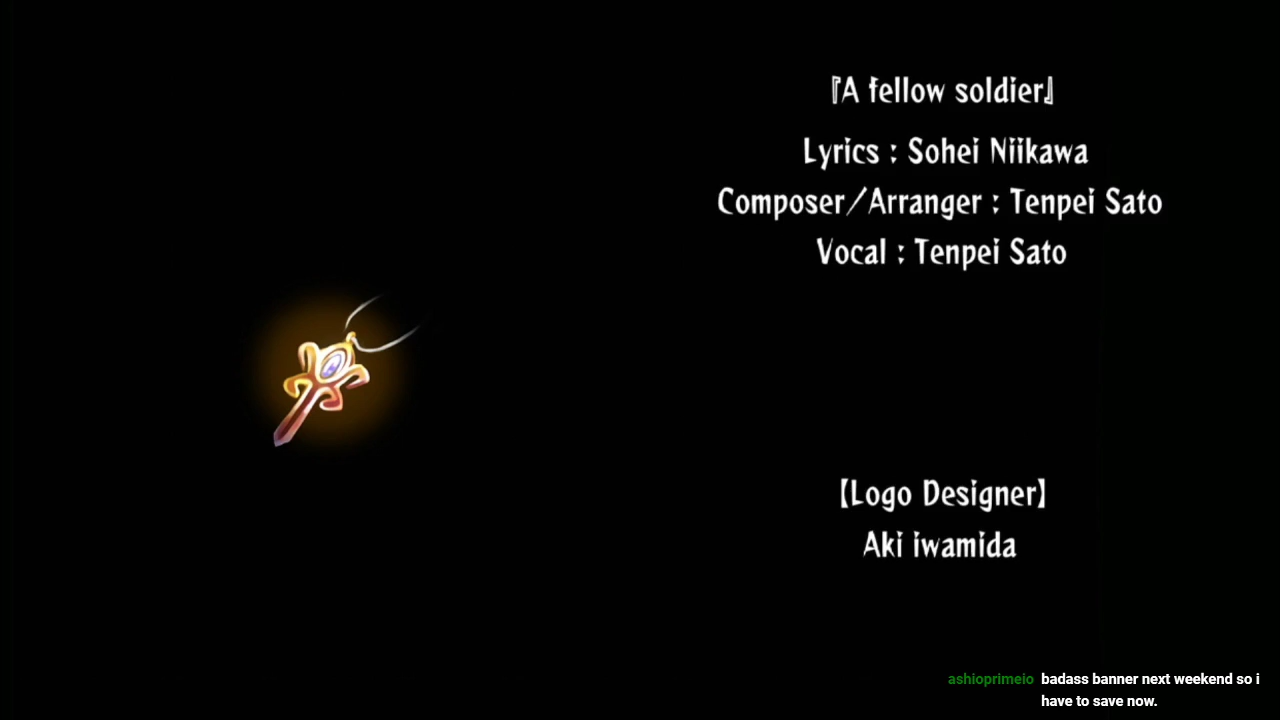 『A fellow soldier』
Lyrics : Sohei Niikawa
Composer/Arranger : Tenpei Sato
Vocal : Tenpei Sato
【Logo Designer】
Aki iwamida
ashioprimeio badass banner next weekend so i
have to save now.